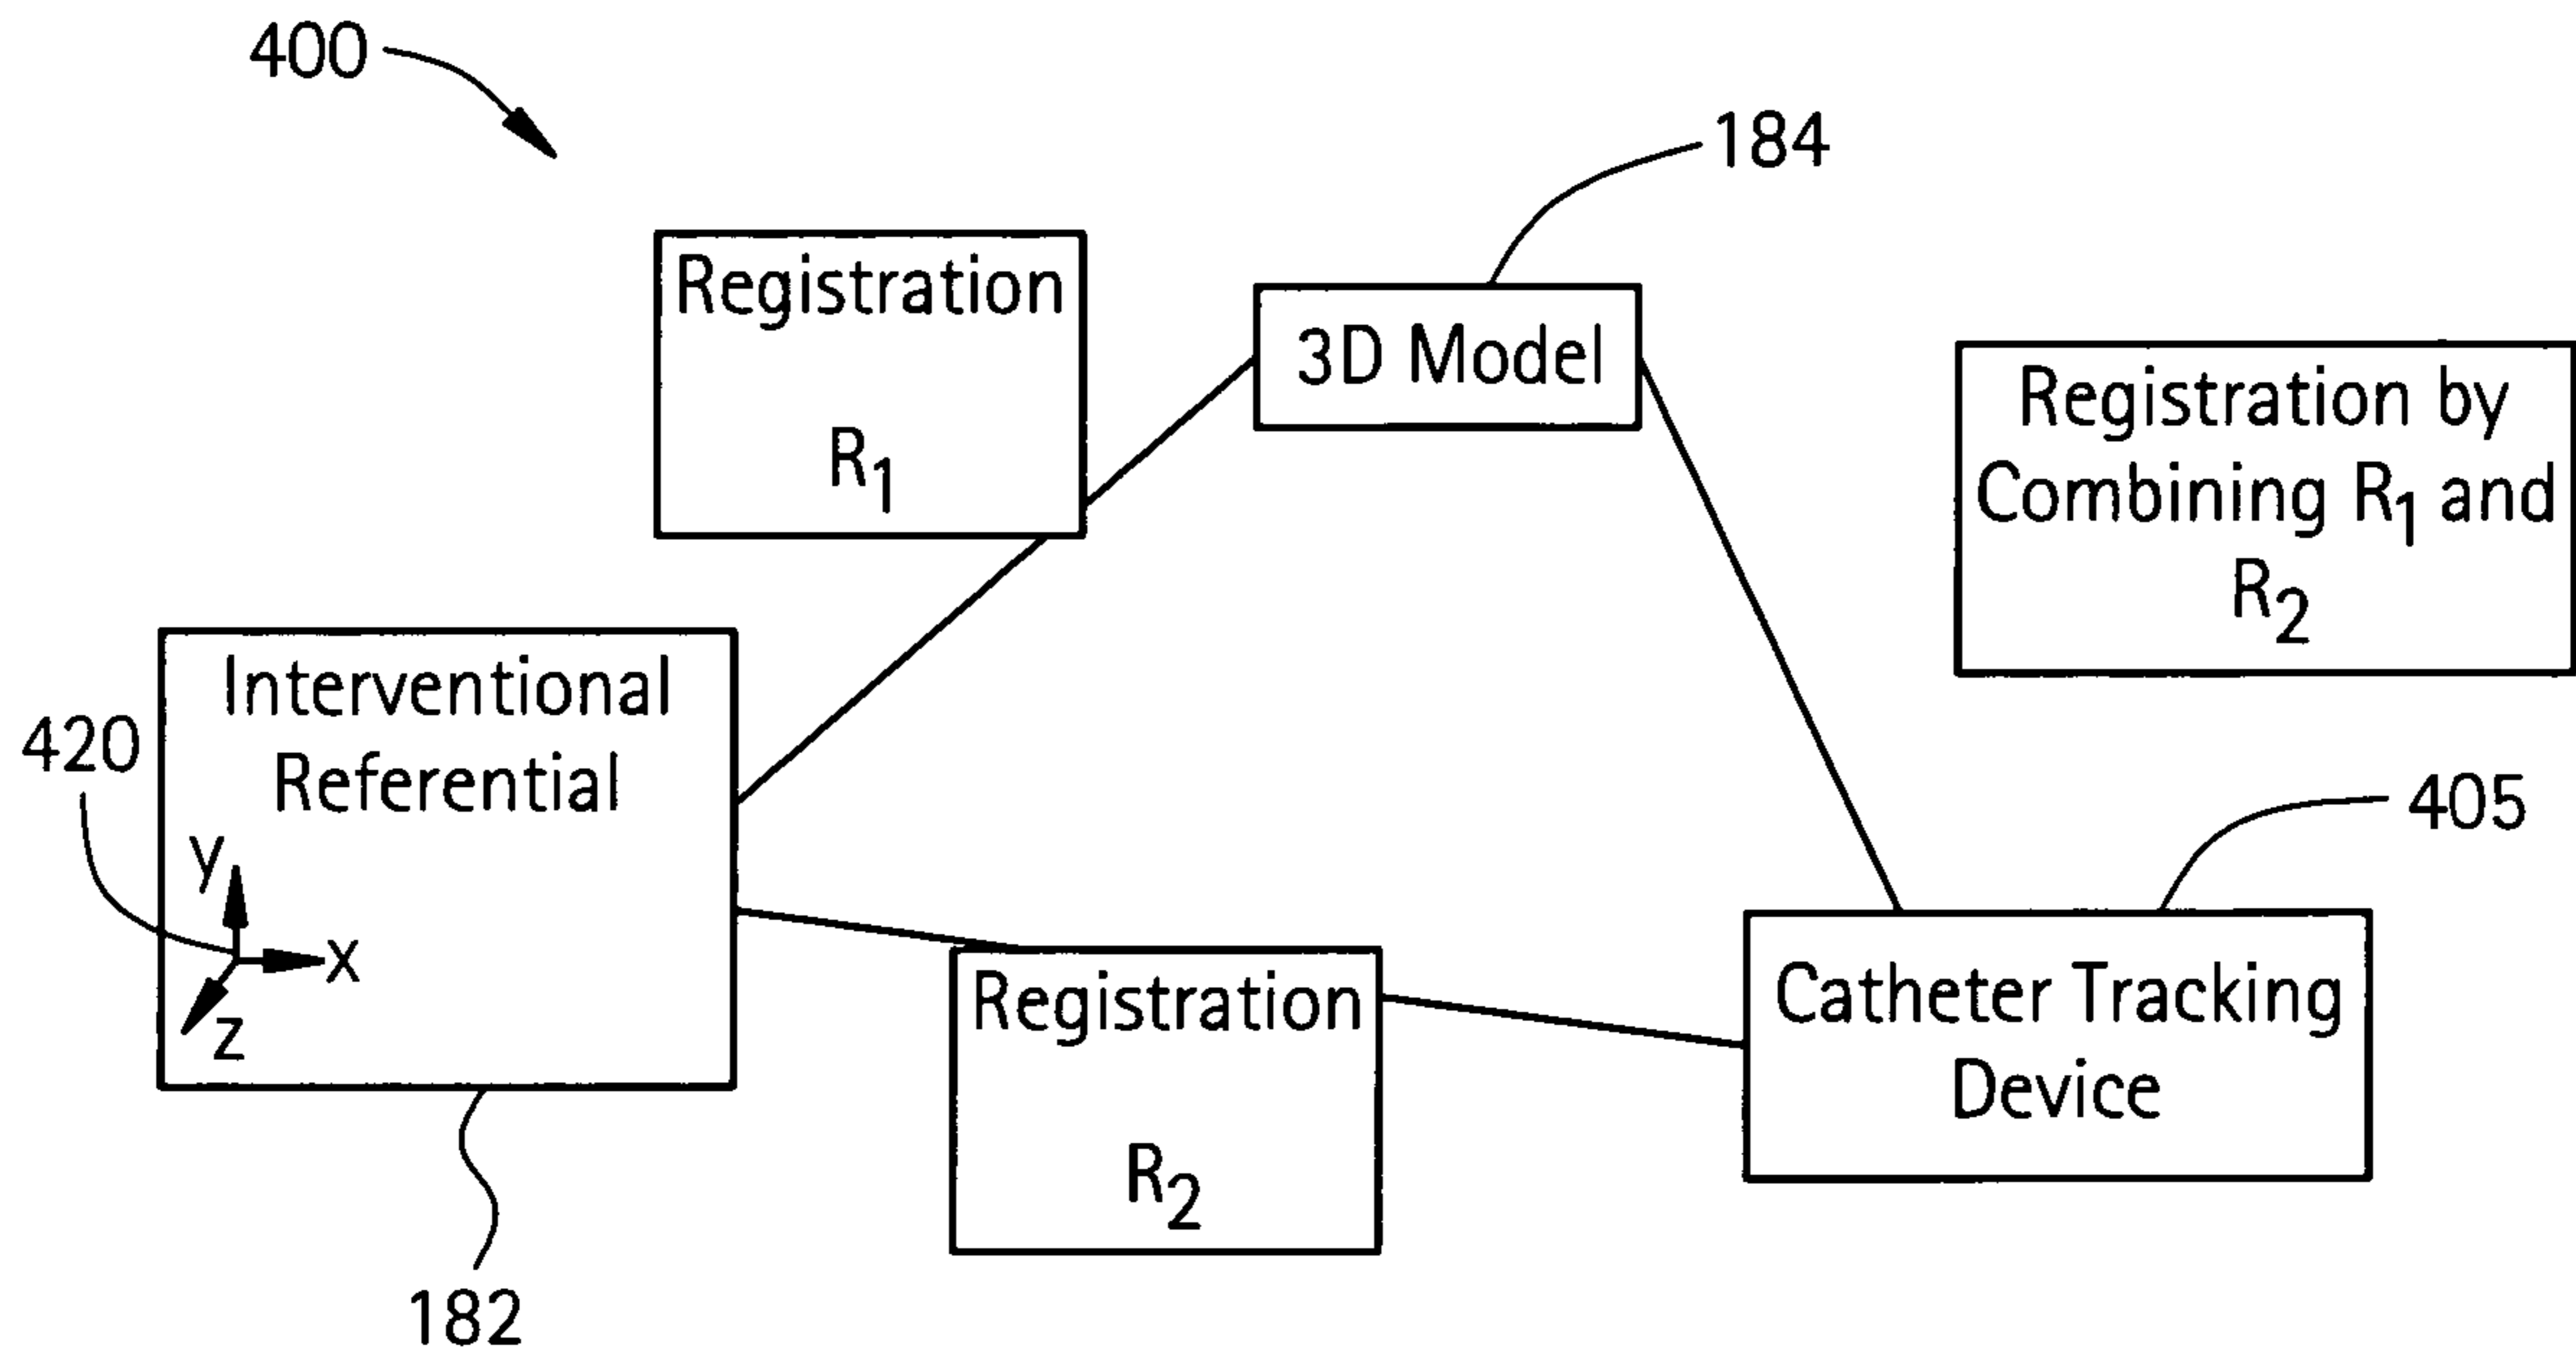 400
184
Registration
R1
3D Model
Registration by
Combining R1 and
R2
Interventional
Referential
420
y
x
z
405
Registration
R2
Catheter Tracking
Device
182